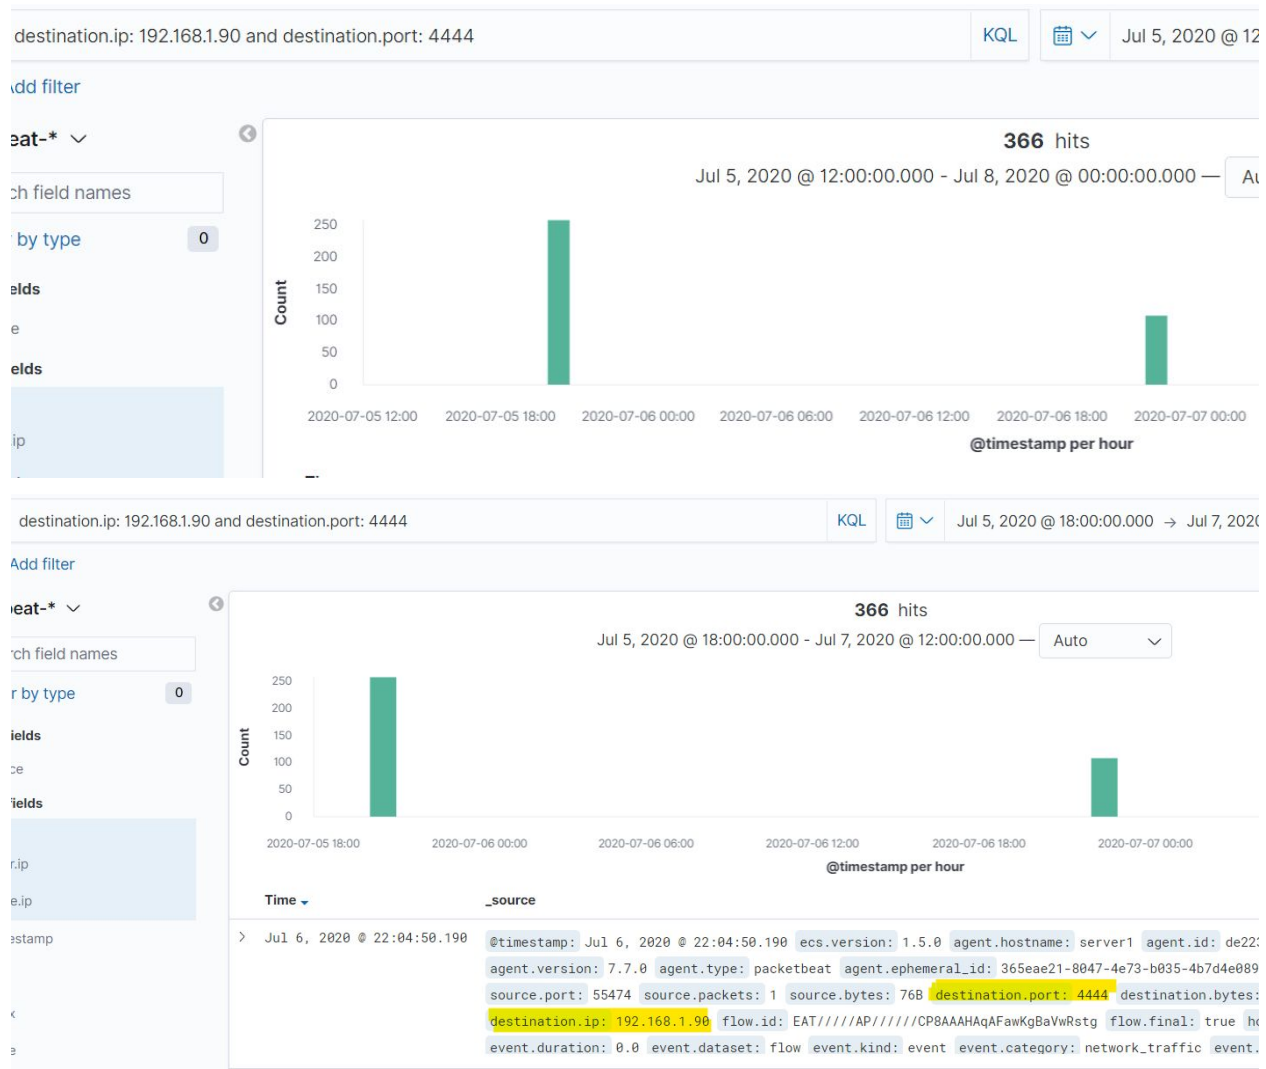 destination.ip: 192.168.1.90 and destination.port: 4444 KQL Jul 5, 2020 @ 12
Add filter
eat-*
366 hits
ch field names
Jul 5, 2020 @ 12:00:00.000 - Jul 8, 2020 @ 00:00:00.000 — Au
by type 0
elds
e
elds
ip
250
200
150
100
50
0
Count
2020-07-05 12:00 2020-07-05 18:00 2020-07-06 00:00 2020-07-06 06:00 2020-07-06 12:00 2020-07-06 18:00 2020-07-07 00:00
@timestamp per hour
destination.ip: 192.168.1.90 and destination.port: 4444 KQL Jul 5, 2020 @ 18:00:00.000 → Jul 7, 2020
Add filter
eat-*
366 hits
rch field names
Jul 5, 2020 @ 18:00:00.000 - Jul 7, 2020 @ 12:00:00.000 — Auto
r by type 0
ields
ce
ields
r.ip
e.ip
estamp
x
e
250
200
150
100
50
0
Count
2020-07-05 18:00 2020-07-06 00:00 2020-07-06 06:00 2020-07-06 12:00 2020-07-06 18:00 2020-07-07 00:00
@timestamp per hour
Time _source
Jul 6, 2020 @ 22:04:50.190 @timestamp: Jul 6, 2020 @ 22:04:50.190 ecs.version: 1.5.0 agent.hostname: server1 agent.id: de223
agent.version: 7.7.0 agent.type: packetbeat agent.ephemeral_id: 365eae21-8047-4e73-b035-4b7d4e089
source.port: 55474 source.packets: 1 source.bytes: 76B destination.port: 4444 destination.bytes:
destination.ip: 192.168.1.90 flow.id: EAT/////AP//////CP8AAAHAqAFawKgBaVwRstg flow.final: true ho
event.duration: 0.0 event.dataset: flow event.kind: event event.category: network_traffic event.